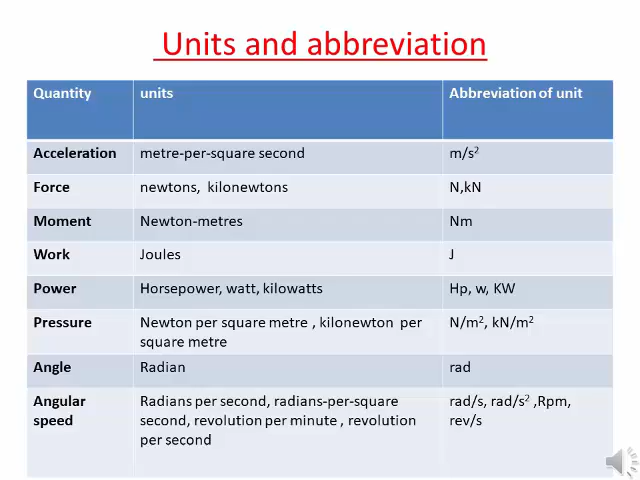 Units and abbreviation
Quantity units Abbreviation of unit
Acceleration metre-per-square second m/s²
Force newtons, kilonewtons N,kN
Moment Newton-metres Nm
Work Joules J
Power Horsepower, watt, kilowatts Hp, w, KW
Pressure Newton per square metre , kilonewton per N/m², kN/m²
square metre
Angle Radian rad
Angular Radians per second, radians-per-square rad/s, rad/s² ,Rpm,
speed second, revolution per minute , revolution rev/s
per second